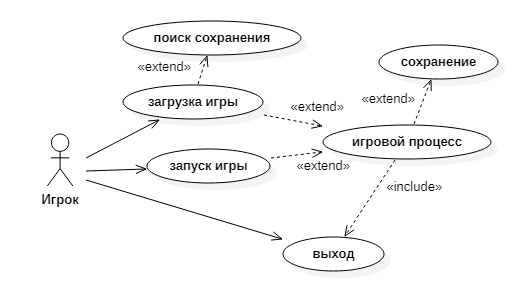 поиск сохранения
«extend»
сохранение
загрузка игры
«extend»
«extend»
игровой процесс
запуск игры
«extend»
Игрок
«include»
выход